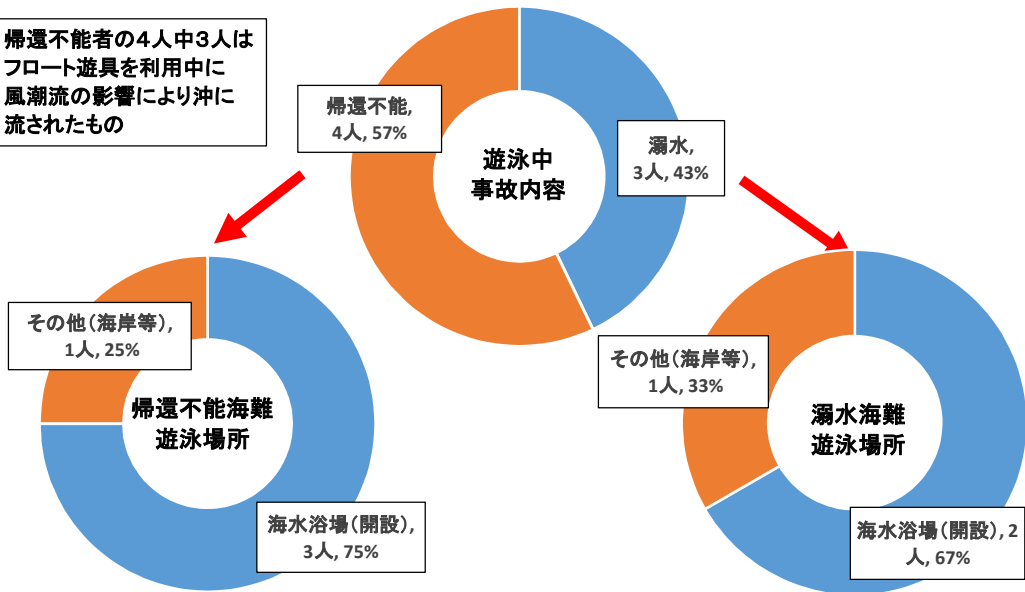 帰還不能者の4人中3人は
フロート遊具を利用中に
風潮流の影響により沖に
流されたもの
帰還不能,
4人, 57%
溺水,
3人, 43%
遊泳中
事故内容
その他(海岸等),
1人, 25%
帰還不能海難
遊泳場所
海水浴場(開設),
3人, 75%
その他(海岸等),
1人, 33%
溺水海難
遊泳場所
海水浴場(開設), 2
人, 67%